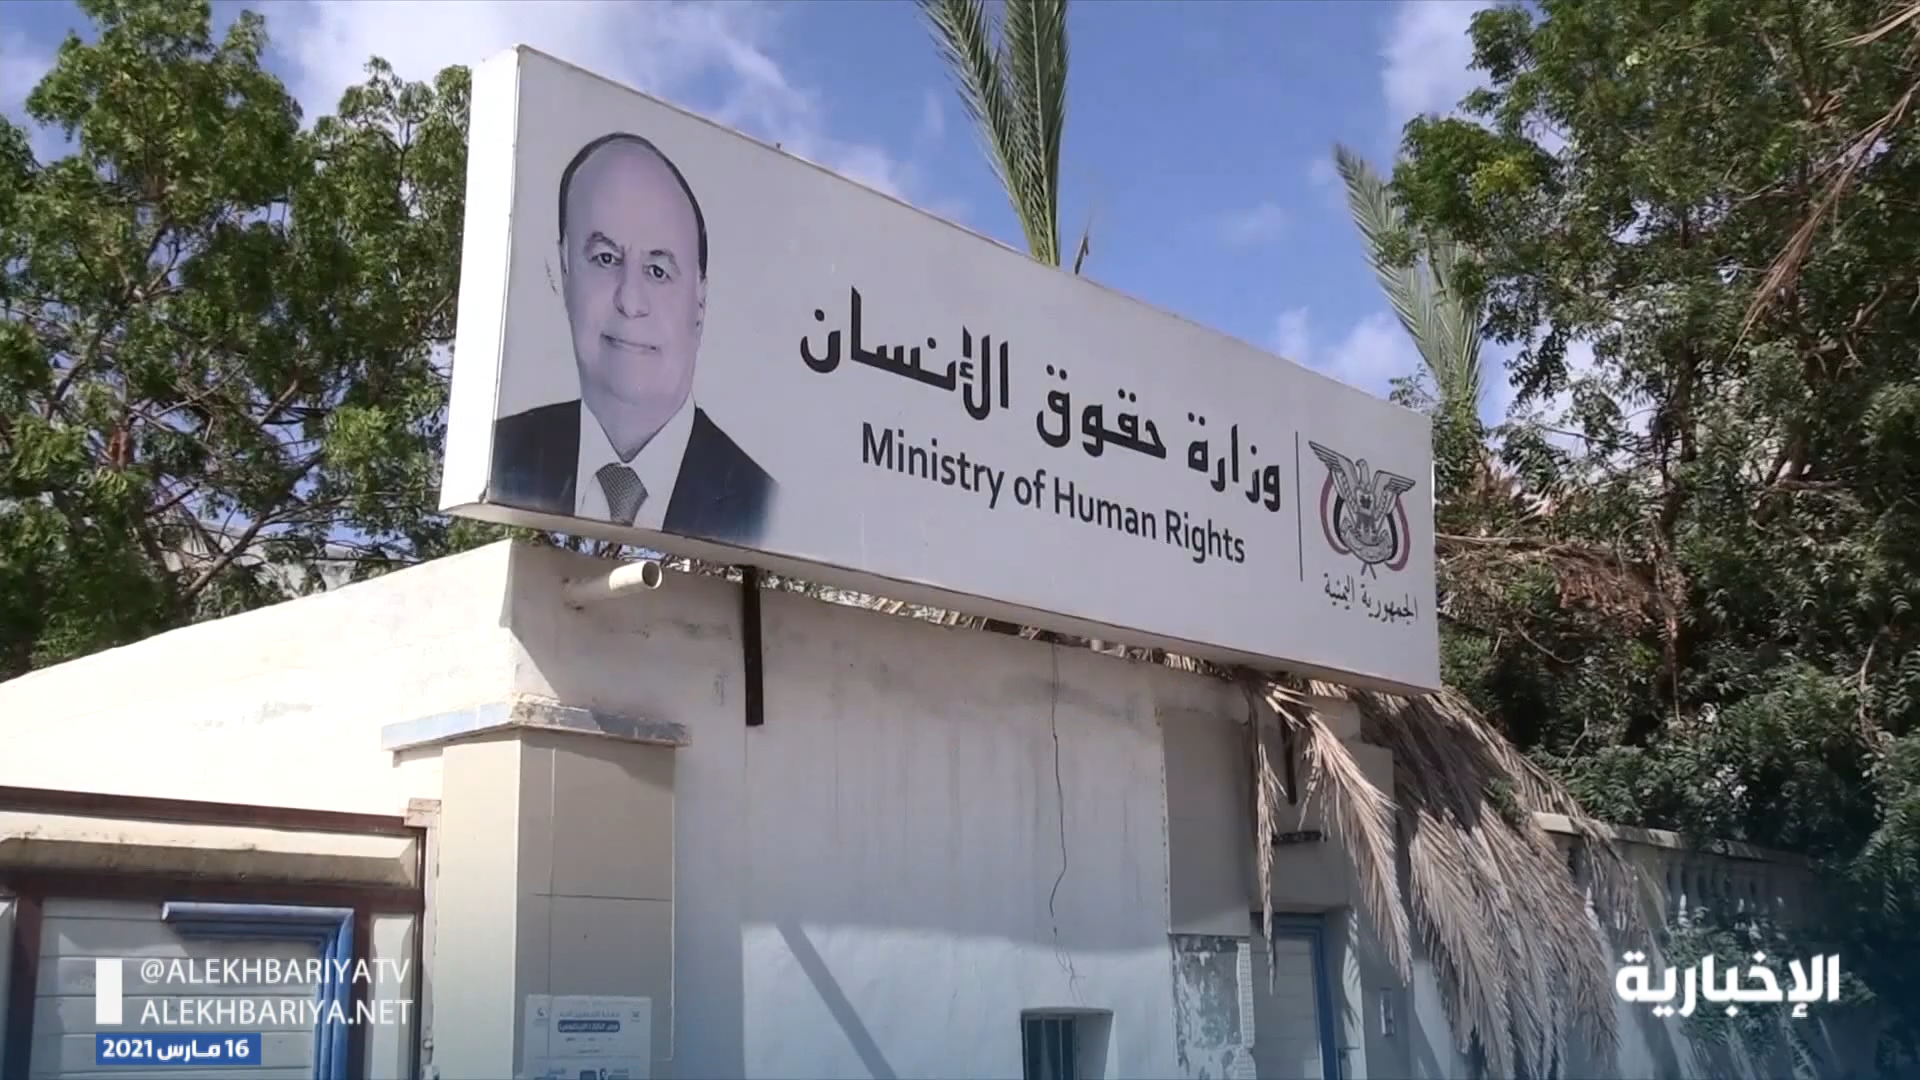 وزارة حقوق الإنسان
Ministry of Human Rights
الجمهورية اليمنية
@ALEKHBARIYATV
ALEKHBARIYA.NET
16 مارس 2021
الإخبارية